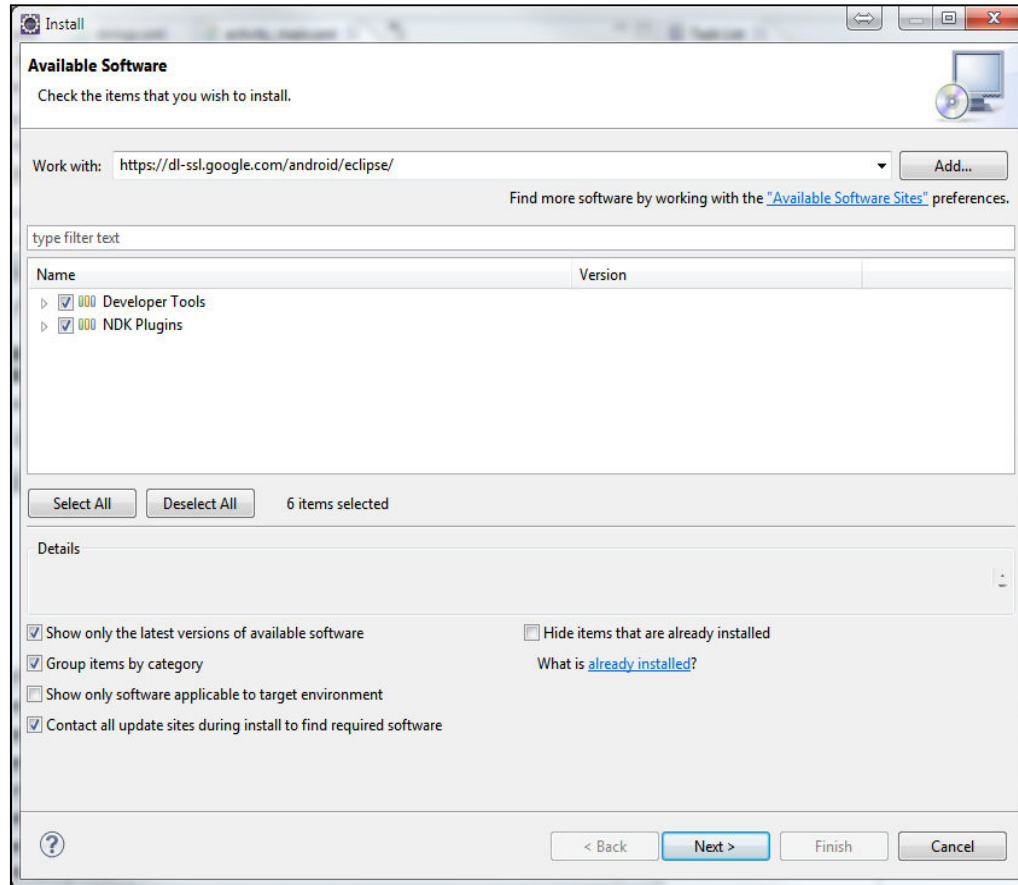 Install
Available Software
Check the items that you wish to install.
Work with: https://dl-ssl.google.com/android/eclipse/ Add...
Find more software by working with the "Available Software Sites" preferences.
type filter text
Name Version
Developer Tools
NDK Plugins
Select All Deselect All 6 items selected
Details
Show only the latest versions of available software Hide items that are already installed
Group items by category What is already installed?
Show only software applicable to target environment
Contact all update sites during install to find required software
? < Back Next > Finish Cancel